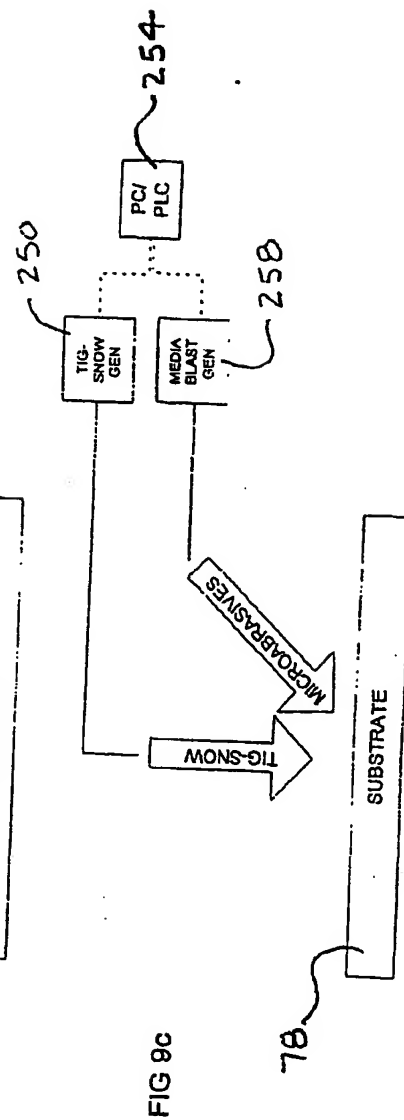 FIG 9c
250
TIG-
SNOW
GEN
254
PC/
PLC
MEDIA
BLAST
GEN
258
TIG-SNOW
MICROABRASIVES
78
SUBSTRATE